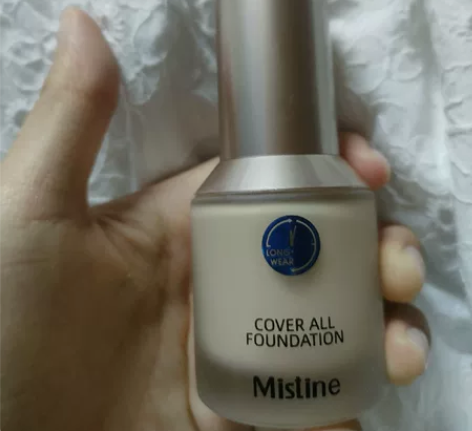 LONG
WEAR
COVER ALL
FOUNDATION
Mistine